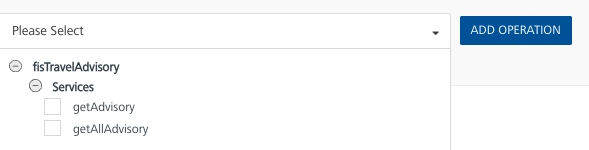 Please Select
ADD OPERATION
fisTravelAdvisory
Services
getAdvisory
getAllAdvisory